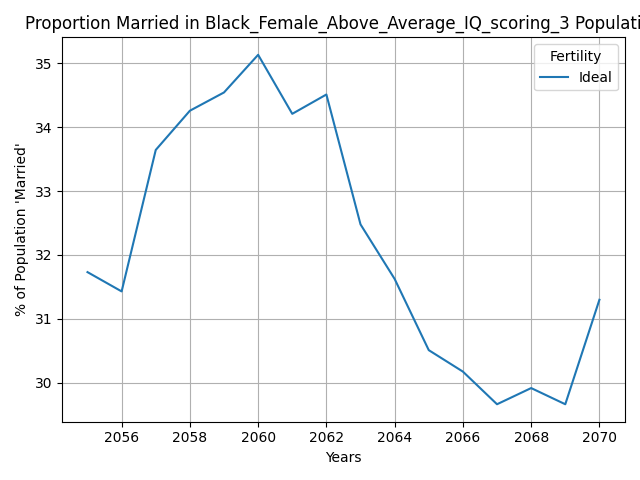 Proportion Married in Black_Female_Above_Average_IQ_scoring_3 Populati
Fertility
Ideal
% of Population 'Married'
35
34
33
32
31
30
2056 2058 2060 2062 2064 2066 2068 2070
Years